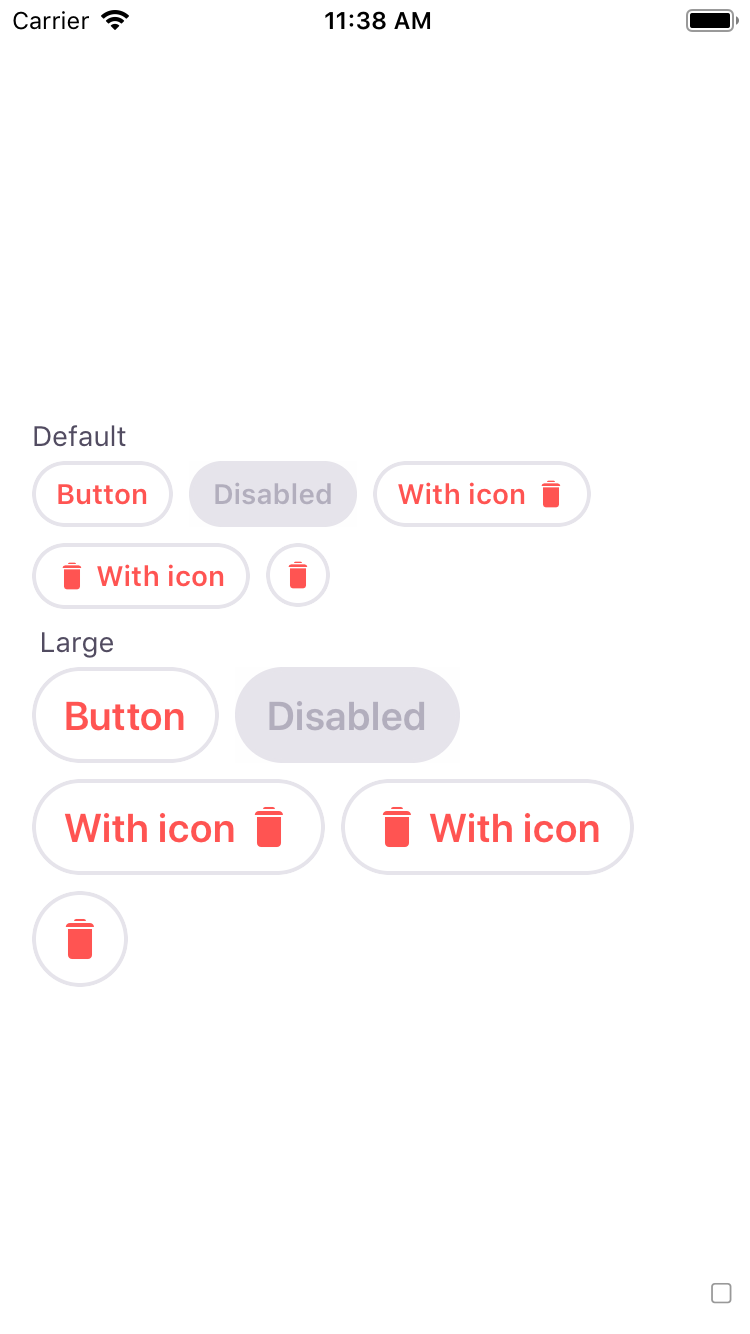 Carrier 11:38 AM
Default
Button Disabled With icon
With icon
Large
Button Disabled
With icon With icon